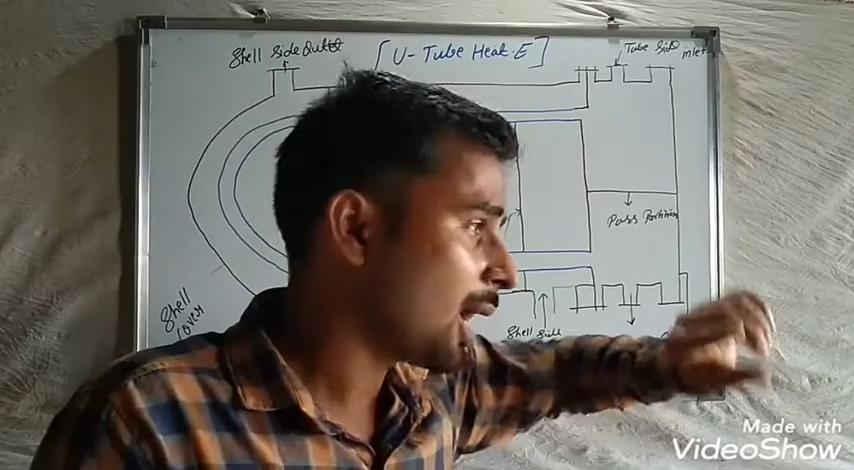 [U-Tube Heat-E]
Shell Side Outlet
Tube Side inlet
Pass Partition
Shell
Cover
Shell side
Made with
VideoShow